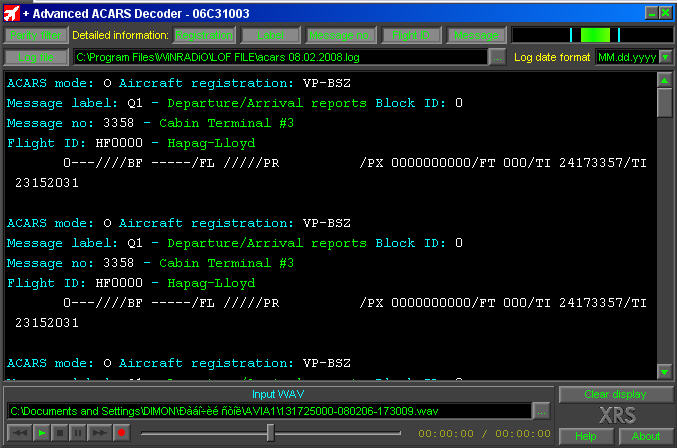 + Advanced ACARS Decoder - 06C31003
Detailed information: Registration Label Message no. Flight ID Message
Log file C:\Program Files\WiNRADiO\LOF FILE\acars 08.02.2008.log ... Log date format MM.dd.yyyy
ACARS mode: O Aircraft registration: VP-BSZ
Message label: Q1 - Departure/Arrival reports Block ID: O
Message no: 3358 - Cabin Terminal #3
Flight ID: HF0000 - Hapag-Lloyd
0---////BF -----/FL /////PR /PX 0000000000/FT 000/TI 24173357/TI
23152031
ACARS mode: O Aircraft registration: VP-BSZ
Message label: Q1 - Departure/Arrival reports Block ID: O
Message no: 3358 - Cabin Terminal #3
Flight ID: HF0000 - Hapag-Lloyd
0---////BF -----/FL /////PR /PX 0000000000/FT 000/TI 24173357/TI
23152031
ACARS mode: O Aircraft registration: VP-BSZ
Input WAV
Clear display
C:\Documents and Settings\DIMON\Ðàáî÷èé ñòîë\AVIA1\131725000-080206-173009.wav ...
XRS
00:00:00 / 00:00:00
Help About